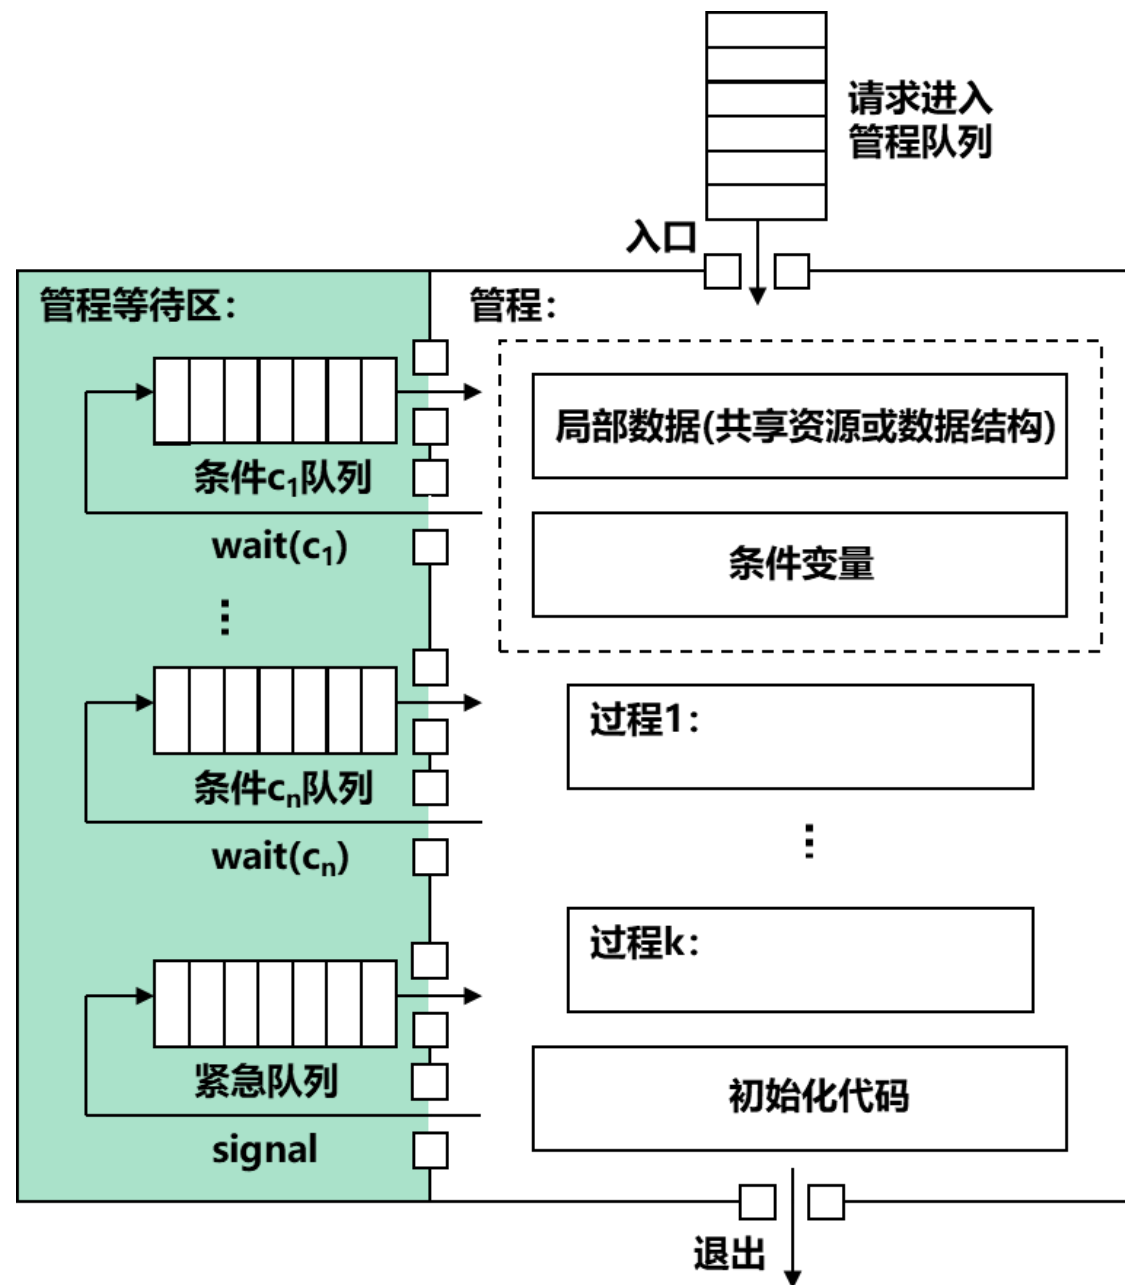 请求进入
管程队列
入口
管程等待区：
管程：
局部数据(共享资源或数据结构)
条件c₁队列
wait(c₁)
条件变量
⋮
过程1：
条件cₙ队列
wait(cₙ)
⋮
过程k：
紧急队列
初始化代码
signal
退出